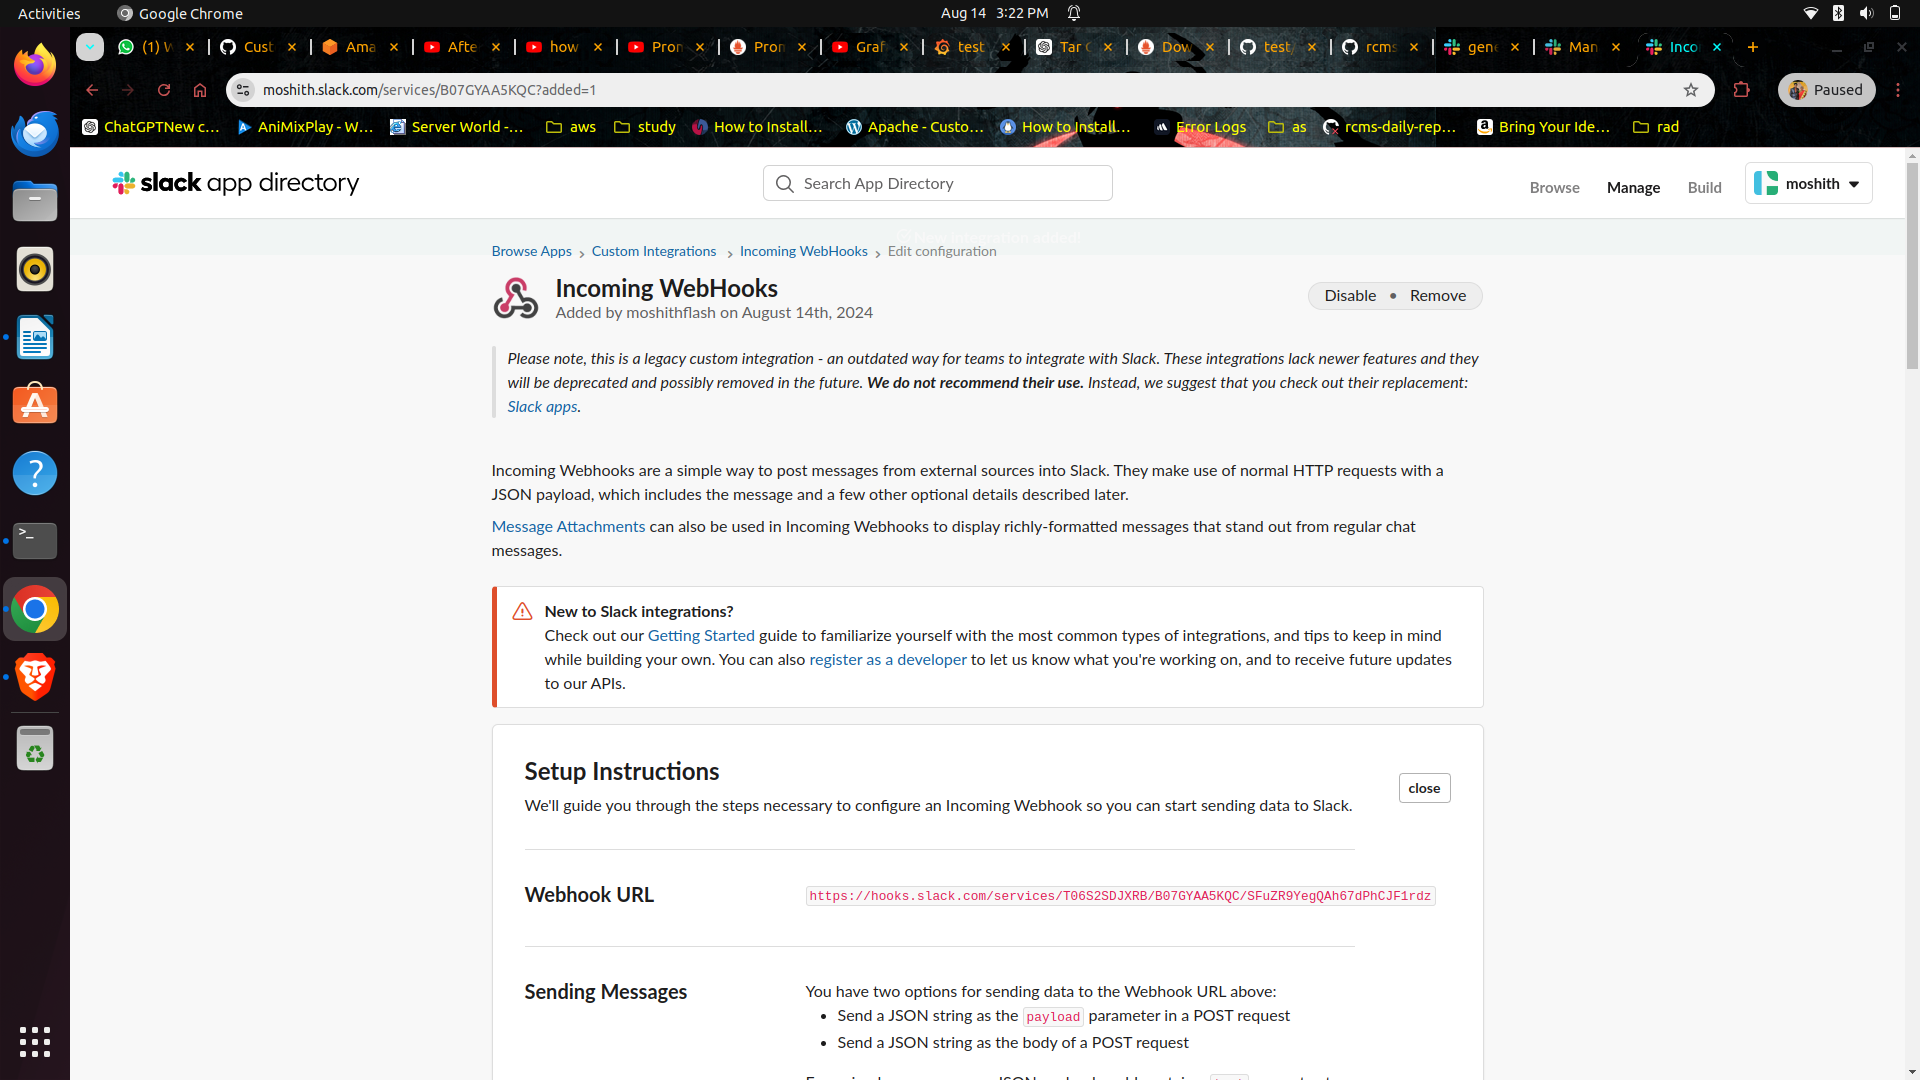 Activities
Google Chrome
Aug 14 3:22 PM
(1) W
Cust
Ama
Afte
how
Pron
Pron
Graf
test
Tar C
Dow
test/
rcms
gene
Man
Inco
moshith.slack.com/services/B07GYAA5KQC?added=1
Paused
ChatGPTNew c...
AniMixPlay - W...
Server World -...
aws
study
How to Install...
Apache - Custo...
How to Install...
Error Logs
as
rcms-daily-rep...
Bring Your Ide...
rad
slack app directory
Search App Directory
Browse
Manage
Build
moshith
Browse Apps
Custom Integrations
Incoming WebHooks
Edit configuration
Incoming WebHooks
Added by moshithflash on August 14th, 2024
Disable • Remove
Please note, this is a legacy custom integration - an outdated way for teams to integrate with Slack. These integrations lack newer features and they
will be deprecated and possibly removed in the future. We do not recommend their use. Instead, we suggest that you check out their replacement:
Slack apps.
Incoming Webhooks are a simple way to post messages from external sources into Slack. They make use of normal HTTP requests with a
JSON payload, which includes the message and a few other optional details described later.
Message Attachments can also be used in Incoming Webhooks to display richly-formatted messages that stand out from regular chat
messages.
New to Slack integrations?
Check out our Getting Started guide to familiarize yourself with the most common types of integrations, and tips to keep in mind
while building your own. You can also register as a developer to let us know what you're working on, and to receive future updates
to our APIs.
Setup Instructions
We'll guide you through the steps necessary to configure an Incoming Webhook so you can start sending data to Slack.
close
Webhook URL
https://hooks.slack.com/services/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
Sending Messages
You have two options for sending data to the Webhook URL above:
• Send a JSON string as the payload parameter in a POST request
• Send a JSON string as the body of a POST request